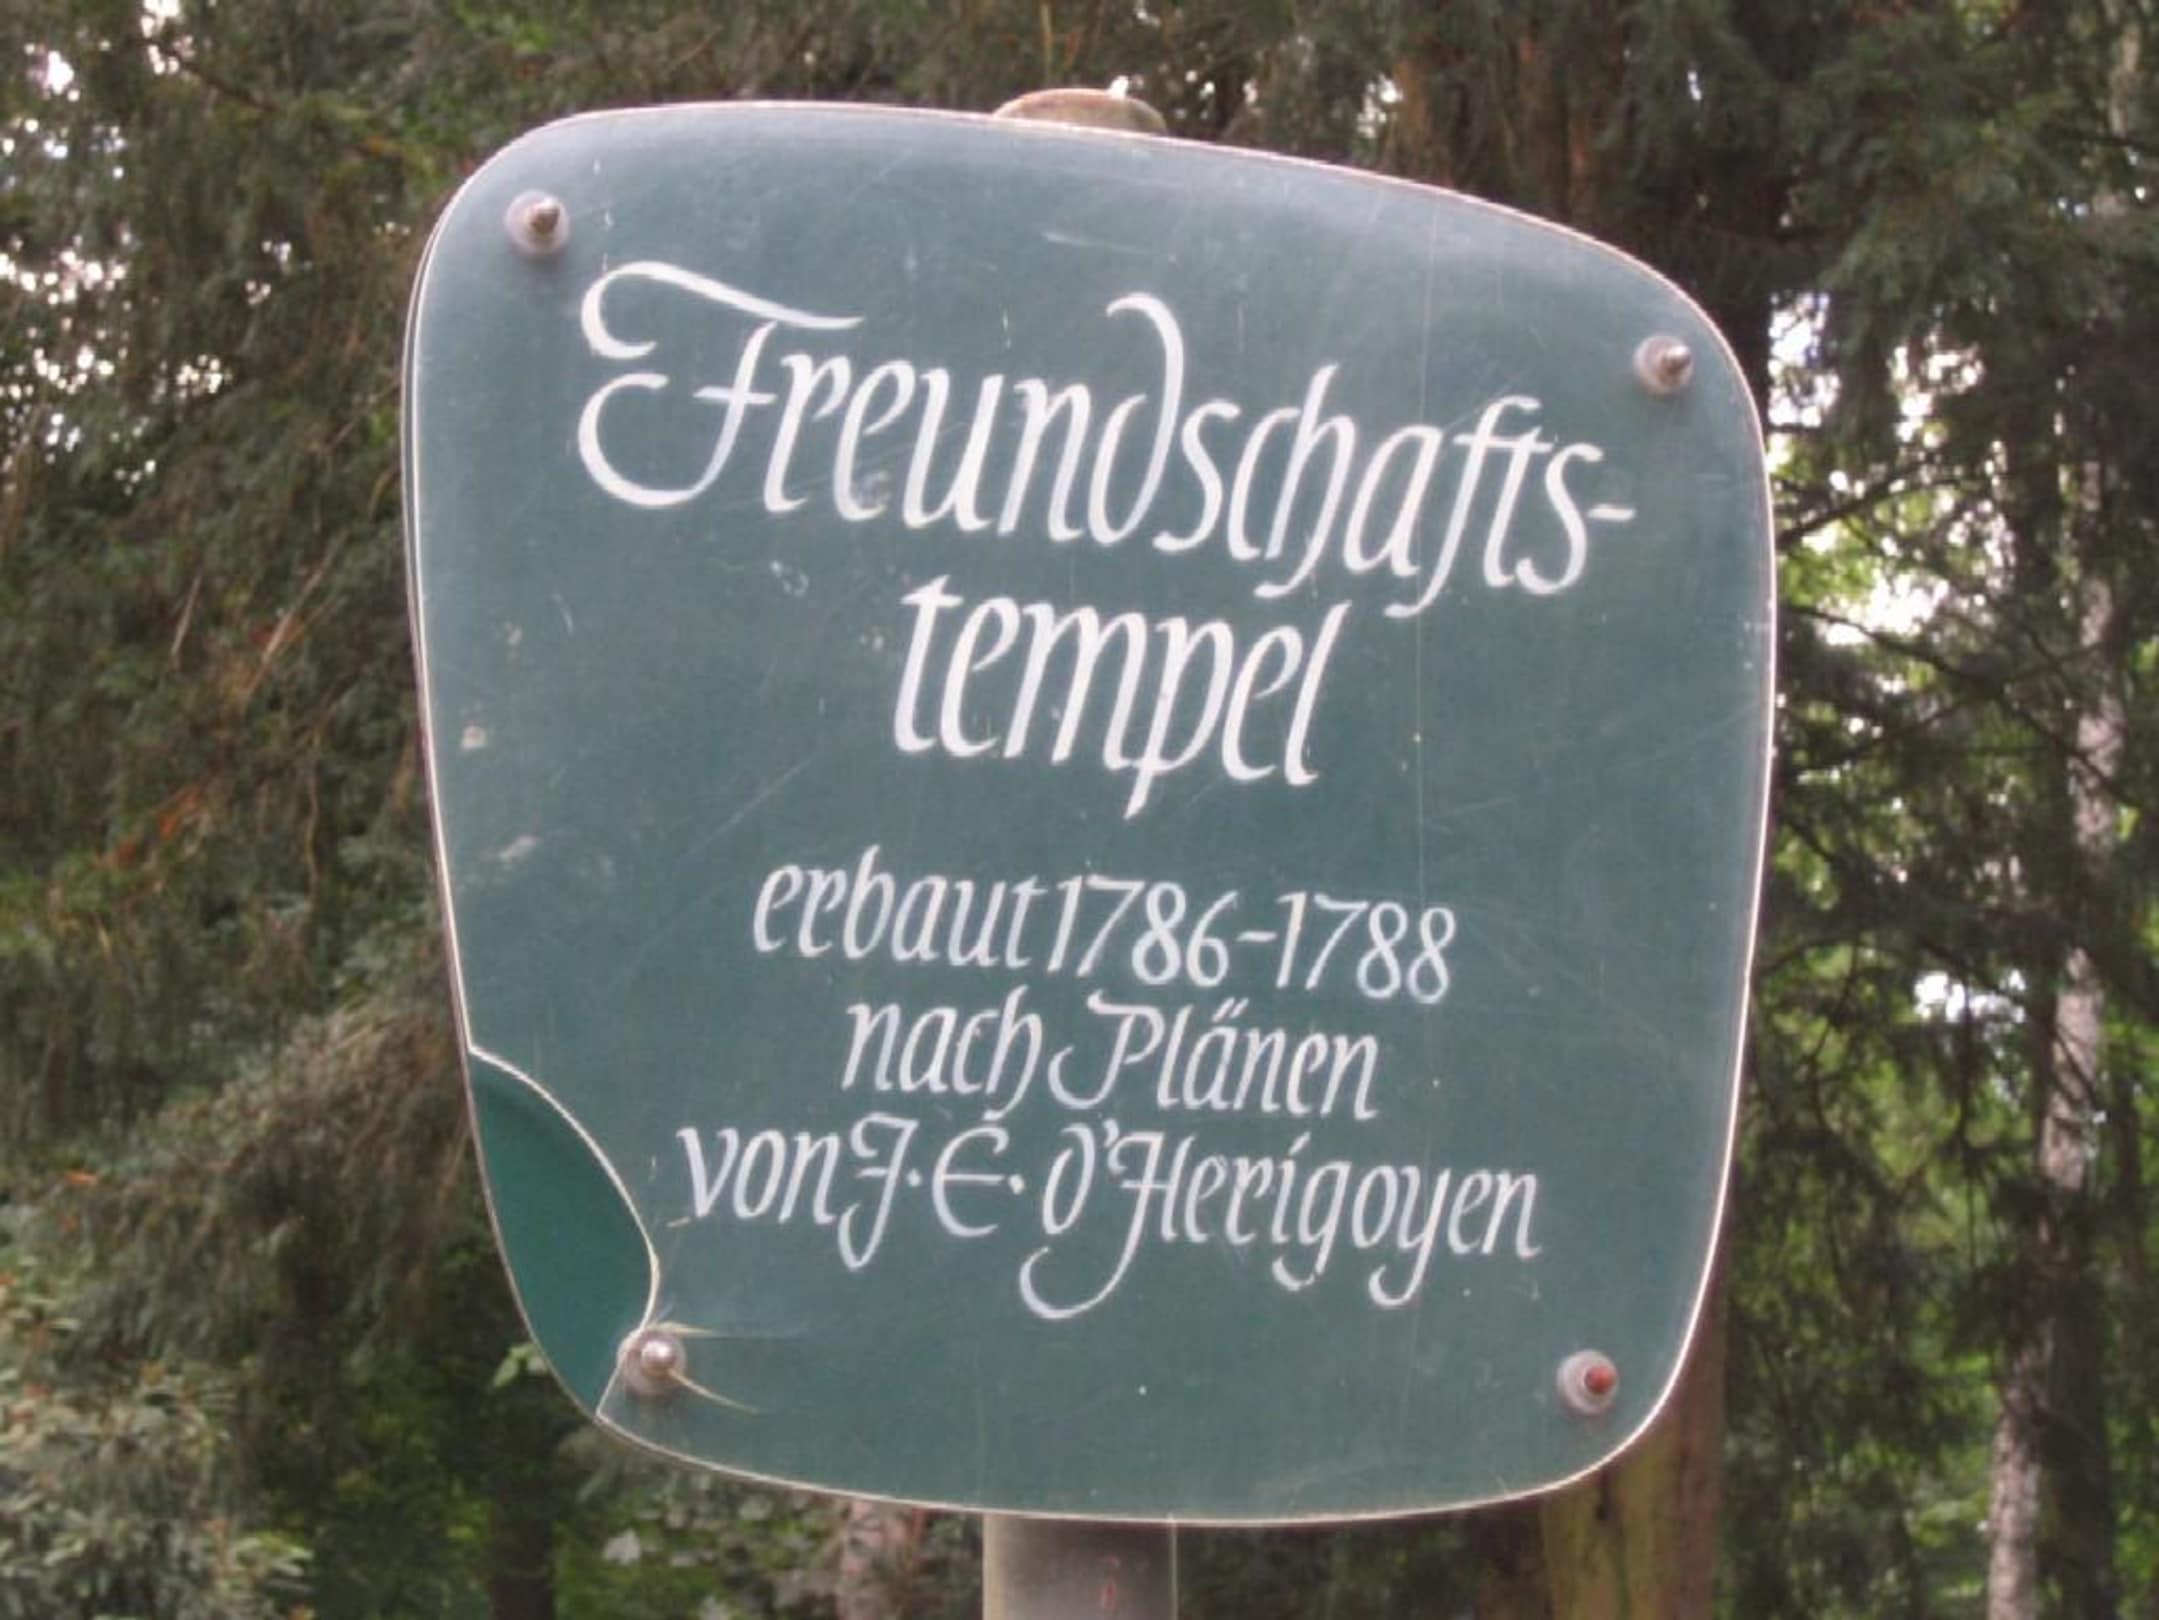 Freundschafts-
tempel
erbaut 1786-1788
nach Plänen
von J. E. d'Herigoyen